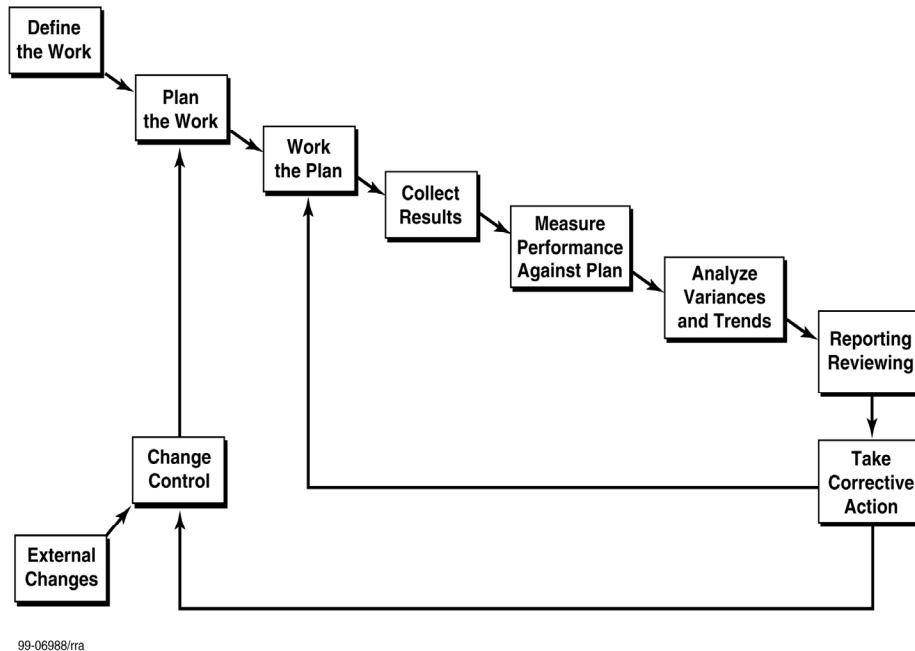 Define
the Work
Plan
the Work
Work
the Plan
Collect
Results
Measure
Performance
Against Plan
Analyze
Variances
and Trends
Reporting
Reviewing
Take
Corrective
Action
Change
Control
External
Changes
99-06988/rra